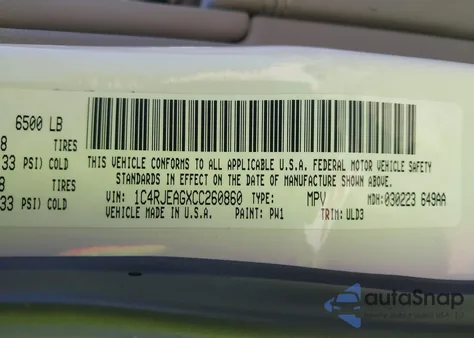 6500 LB
8 TIRES
33 PSI) COLD
8 TIRES
33 PSI) COLD
THIS VEHICLE CONFORMS TO ALL APPLICABLE U.S.A. FEDERAL MOTOR VEHICLE SAFETY
STANDARDS IN EFFECT ON THE DATE OF MANUFACTURE SHOWN ABOVE.
VIN: 1C4RJEAGXCC260860 TYPE: MPV MDH: 030223 649AA
VEHICLE MADE IN U.S.A. PAINT: PW1 TRIM: ULD3
autoSnap